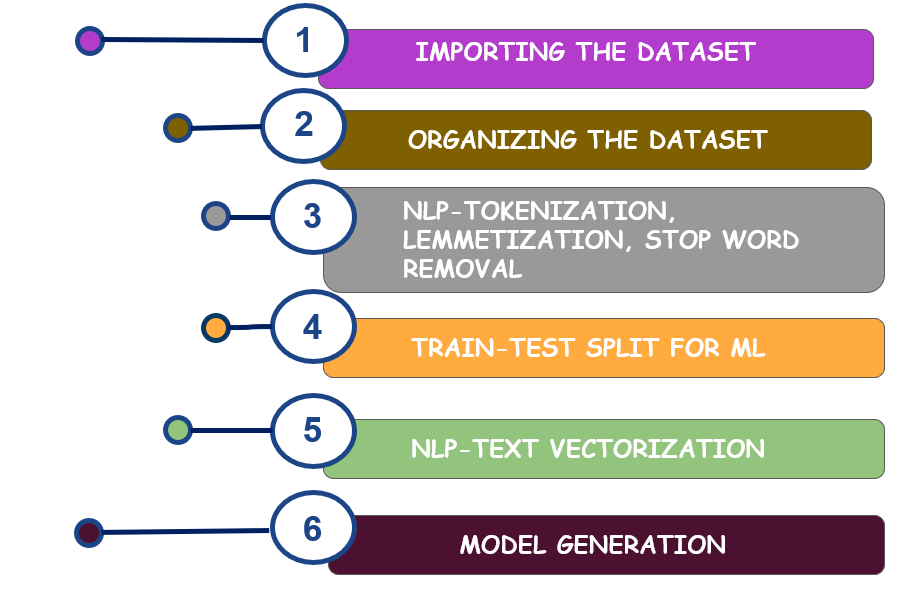 1
IMPORTING THE DATASET
2
ORGANIZING THE DATASET
3
NLP-TOKENIZATION,
LEMMETIZATION, STOP WORD
REMOVAL
4
TRAIN-TEST SPLIT FOR ML
5
NLP-TEXT VECTORIZATION
6
MODEL GENERATION